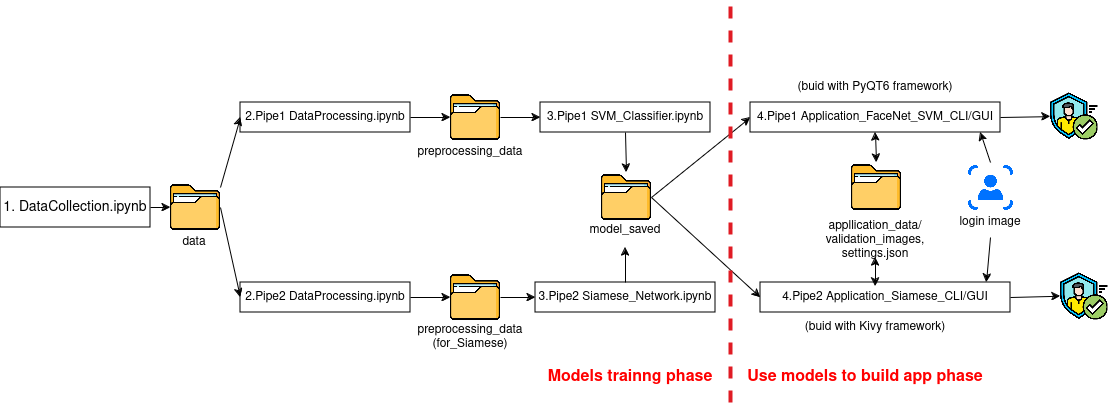 (buid with PyQT6 framework)
2.Pipe1 DataProcessing.ipynb
3.Pipe1 SVM_Classifier.ipynb
4.Pipe1 Application_FaceNet_SVM_CLI/GUI
preprocessing_data
1. DataCollection.ipynb
data
model_saved
application_data/
validation_images,
settings.json
login image
2.Pipe2 DataProcessing.ipynb
3.Pipe2 Siamese_Network.ipynb
4.Pipe2 Application_Siamese_CLI/GUI
preprocessing_data
(for_Siamese)
(buid with Kivy framework)
Models trainng phase
Use models to build app phase